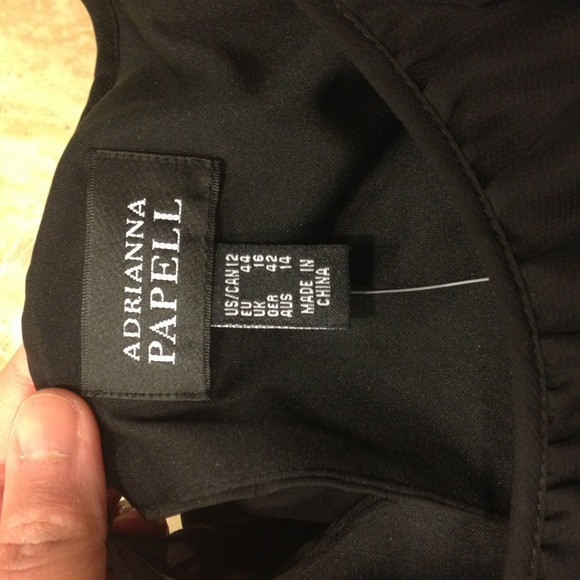 ADRIANNA
PAPELL
US/CAN 12
EU 44
UK 16
GER 42
AUS 14
MADE IN
CHINA